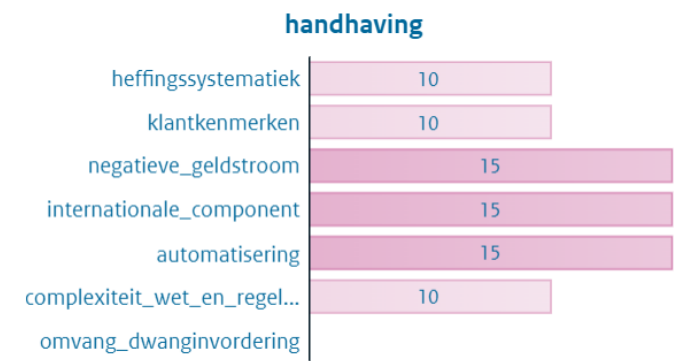 handhaving
heffingssystematiek 10
klantkenmerken 10
negatieve_geldstroom 15
internationale_component 15
automatisering 15
complexiteit_wet_en_regel... 10
omvang_dwanginvordering